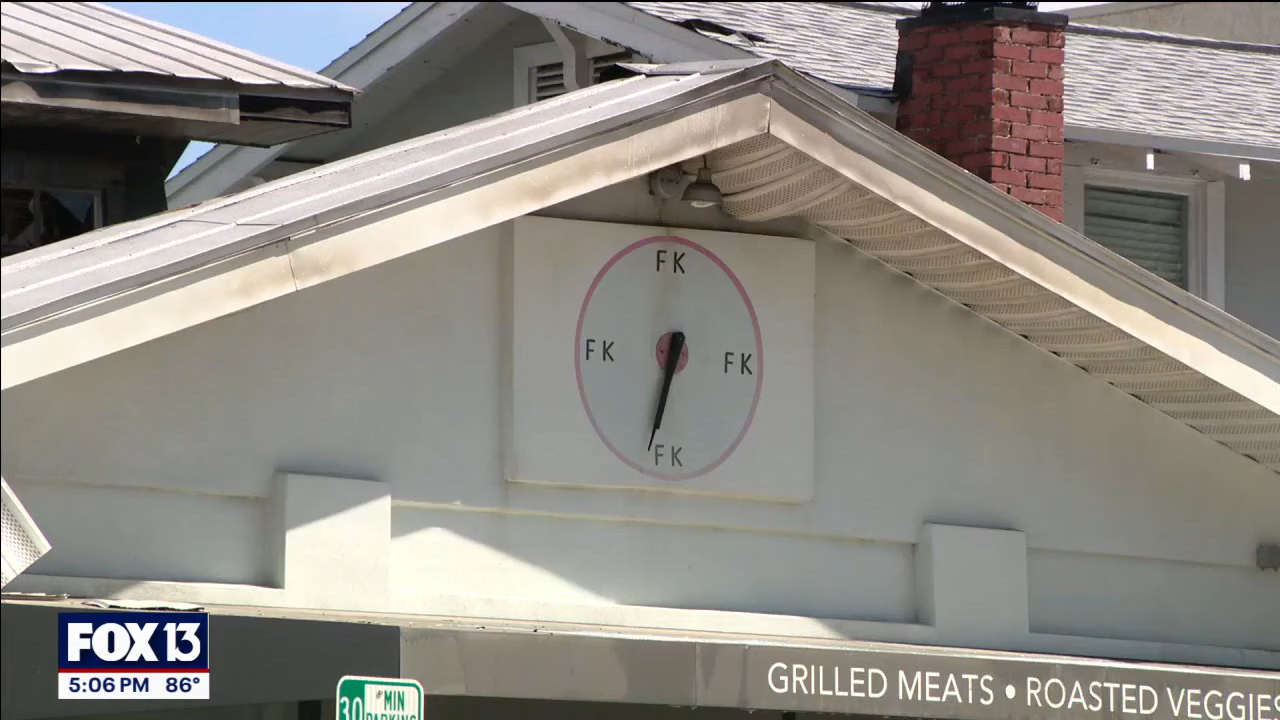 FK
FK
FK
FK
GRILLED MEATS • ROASTED VEGGIES
30 MIN
PARKING
FOX 13
5:06 PM 86°